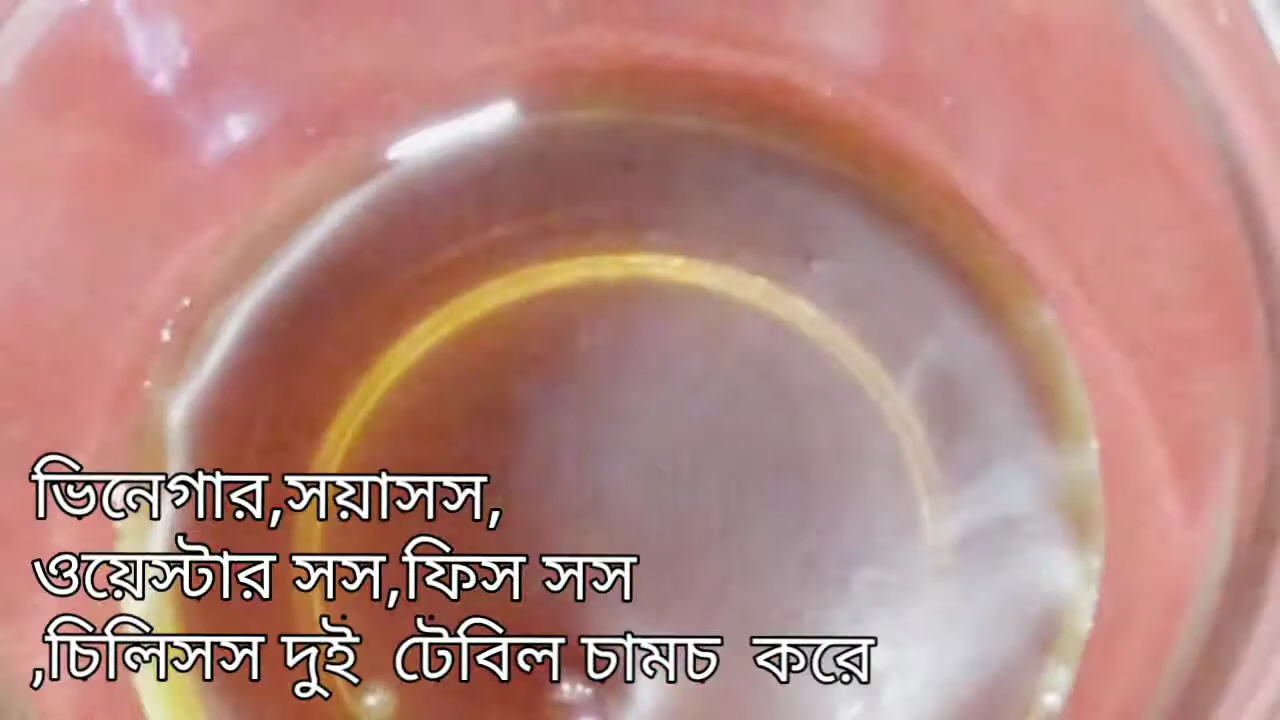 ভিনেগার,সয়াসস,
ওয়েস্টার সস,ফিস সস
,চিলিসস দুই টেবিল চামচ করে